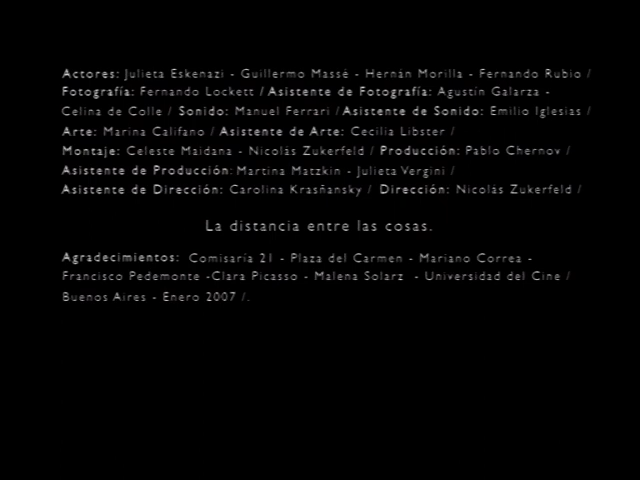 Actores: Julieta Eskenazi - Guillermo Massé - Hernán Morilla - Fernando Rubio /
Fotografía: Fernando Lockett / Asistente de Fotografía: Agustín Galarza -
Celina de Colle / Sonido: Manuel Ferrari / Asistente de Sonido: Emilio Iglesias /
Arte: Marina Califano / Asistente de Arte: Cecilia Libster /
Montaje: Celeste Maidana - Nicolás Zukerfeld / Producción: Pablo Chernov /
Asistente de Producción: Martina Matzkin - Julieta Vergini /
Asistente de Dirección: Carolina Krasñansky / Dirección: Nicolás Zukerfeld /
La distancia entre las cosas.
Agradecimientos: Comisaría 21 - Plaza del Carmen - Mariano Correa -
Francisco Pedemonte -Clara Picasso - Malena Solarz - Universidad del Cine /
Buenos Aires - Enero 2007 /.